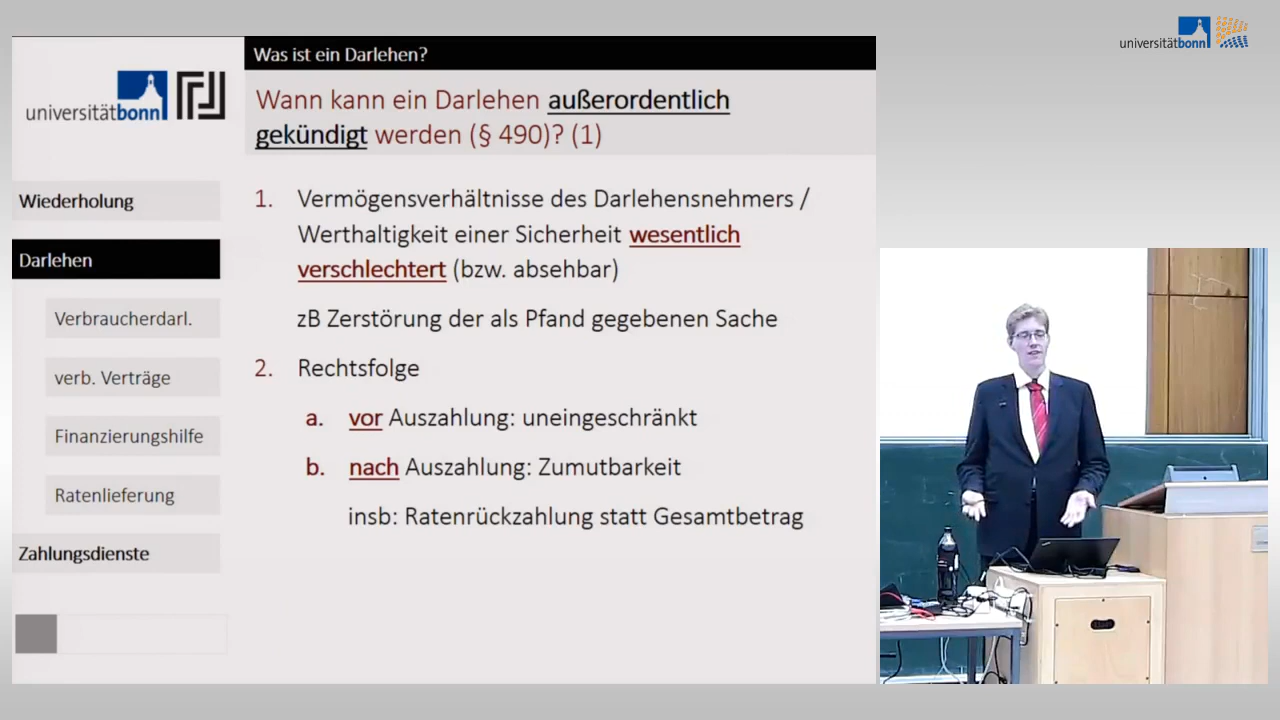 universitätbonn
Was ist ein Darlehen?
universitätbonn
Wann kann ein Darlehen außerordentlich
gekündigt werden (§ 490)? (1)
Wiederholung
Darlehen
Verbraucherdarl.
verb. Verträge
Finanzierungshilfe
Ratenlieferung
Zahlungsdienste
1. Vermögensverhältnisse des Darlehensnehmers /
Werthaltigkeit einer Sicherheit wesentlich
verschlechtert (bzw. absehbar)
zB Zerstörung der als Pfand gegebenen Sache
2. Rechtsfolge
a. vor Auszahlung: uneingeschränkt
b. nach Auszahlung: Zumutbarkeit
insb: Ratenrückzahlung statt Gesamtbetrag